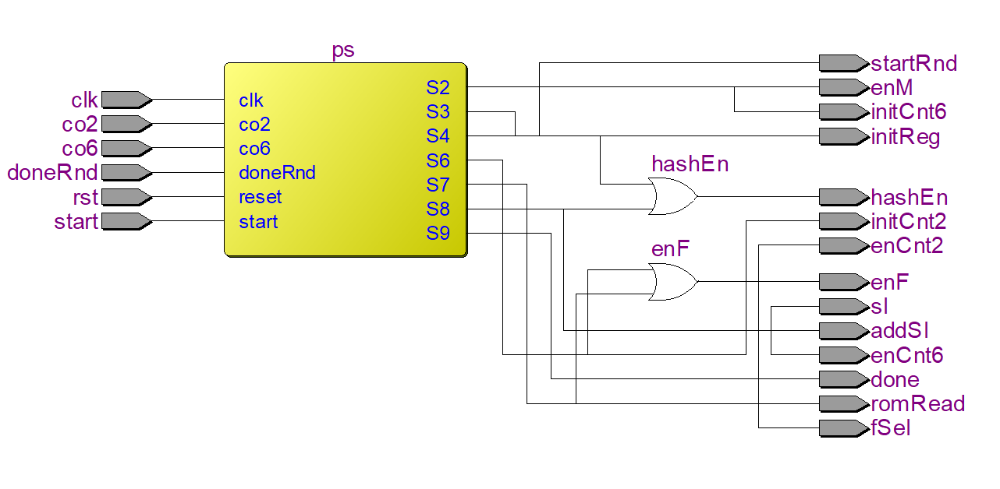 ps
clk
co2
co6
doneRnd
rst
start
clk
co2
co6
doneRnd
reset
start
S2
S3
S4
S6
S7
S8
S9
hashEn
enF
startRnd
enM
initCnt6
initReg
hashEn
initCnt2
enCnt2
enF
sl
addSl
enCnt6
done
romRead
fSel